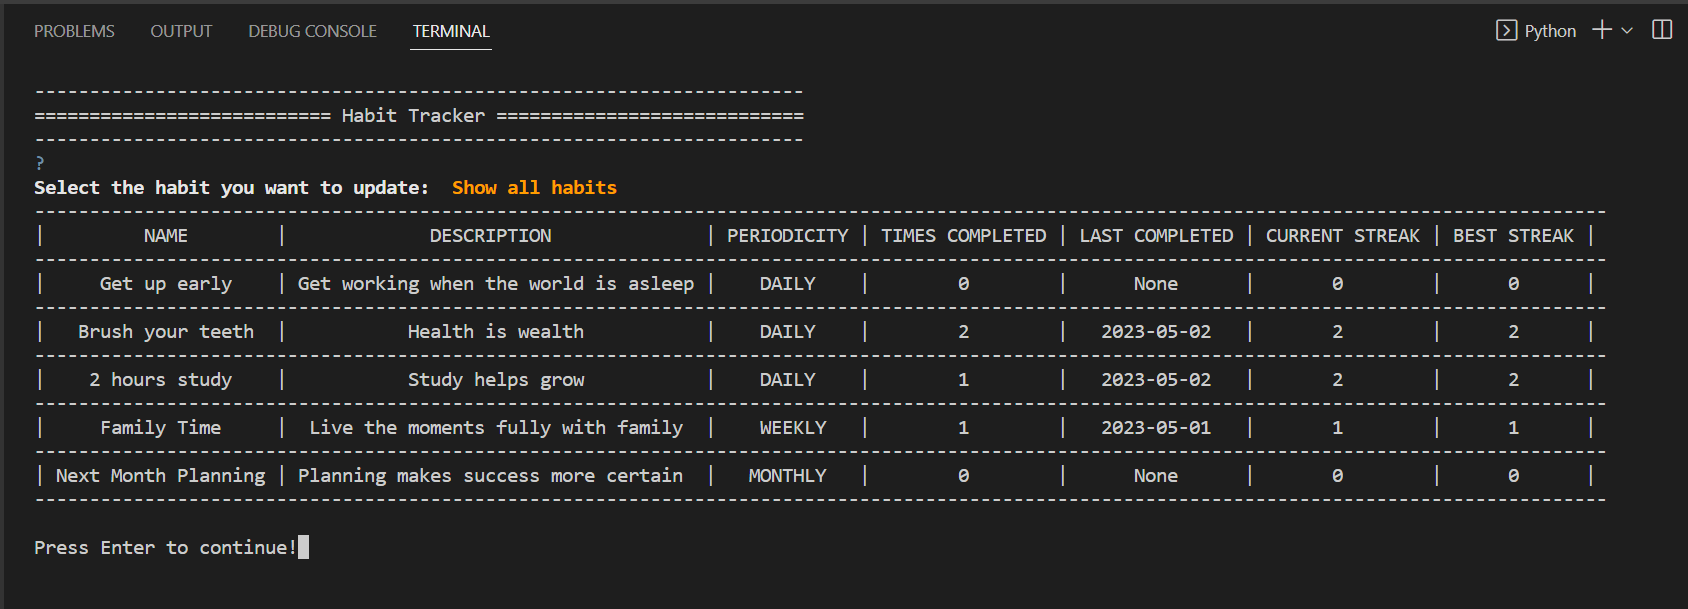 PROBLEMS OUTPUT DEBUG CONSOLE TERMINAL Python
----------------------------------------------------------------------
=========================== Habit Tracker ============================
----------------------------------------------------------------------
?
Select the habit you want to update:  Show all habits
-----------------------------------------------------------------------------------------------------------------------------------------------
|         NAME        |             DESCRIPTION              | PERIODICITY | TIMES COMPLETED | LAST COMPLETED | CURRENT STREAK | BEST STREAK |
-----------------------------------------------------------------------------------------------------------------------------------------------
|     Get up early    | Get working when the world is asleep |    DAILY    |        0        |      None      |       0        |      0      |
-----------------------------------------------------------------------------------------------------------------------------------------------
|   Brush your teeth  |           Health is wealth           |    DAILY    |        2        |   2023-05-02   |       2        |      2      |
-----------------------------------------------------------------------------------------------------------------------------------------------
|    2 hours study    |           Study helps grow           |    DAILY    |        1        |   2023-05-02   |       2        |      2      |
-----------------------------------------------------------------------------------------------------------------------------------------------
|     Family Time     |  Live the moments fully with family  |    WEEKLY   |        1        |   2023-05-01   |       1        |      1      |
-----------------------------------------------------------------------------------------------------------------------------------------------
| Next Month Planning | Planning makes success more certain  |   MONTHLY   |        0        |      None      |       0        |      0      |
-----------------------------------------------------------------------------------------------------------------------------------------------
Press Enter to continue!